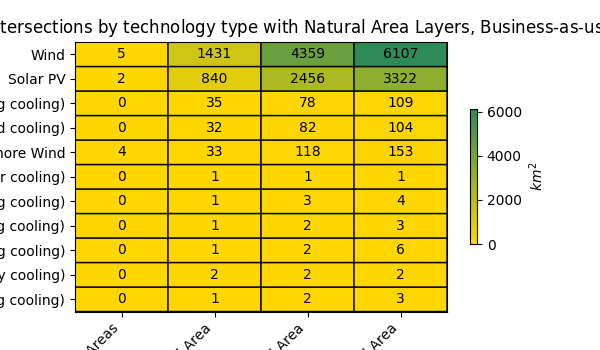 tersections by technology type with Natural Area Layers, Business-as-us
Wind 5 1431 4359 6107
Solar PV 2 840 2456 3322
g cooling) 0 35 78 109
d cooling) 0 32 82 104
ore Wind 4 33 118 153
r cooling) 0 1 1 1
g cooling) 0 1 3 4
g cooling) 0 1 2 3
g cooling) 0 1 2 6
y cooling) 0 2 2 2
g cooling) 0 1 2 3
Areas
l Area
l Area
l Area
6000
4000
2000
0
km²